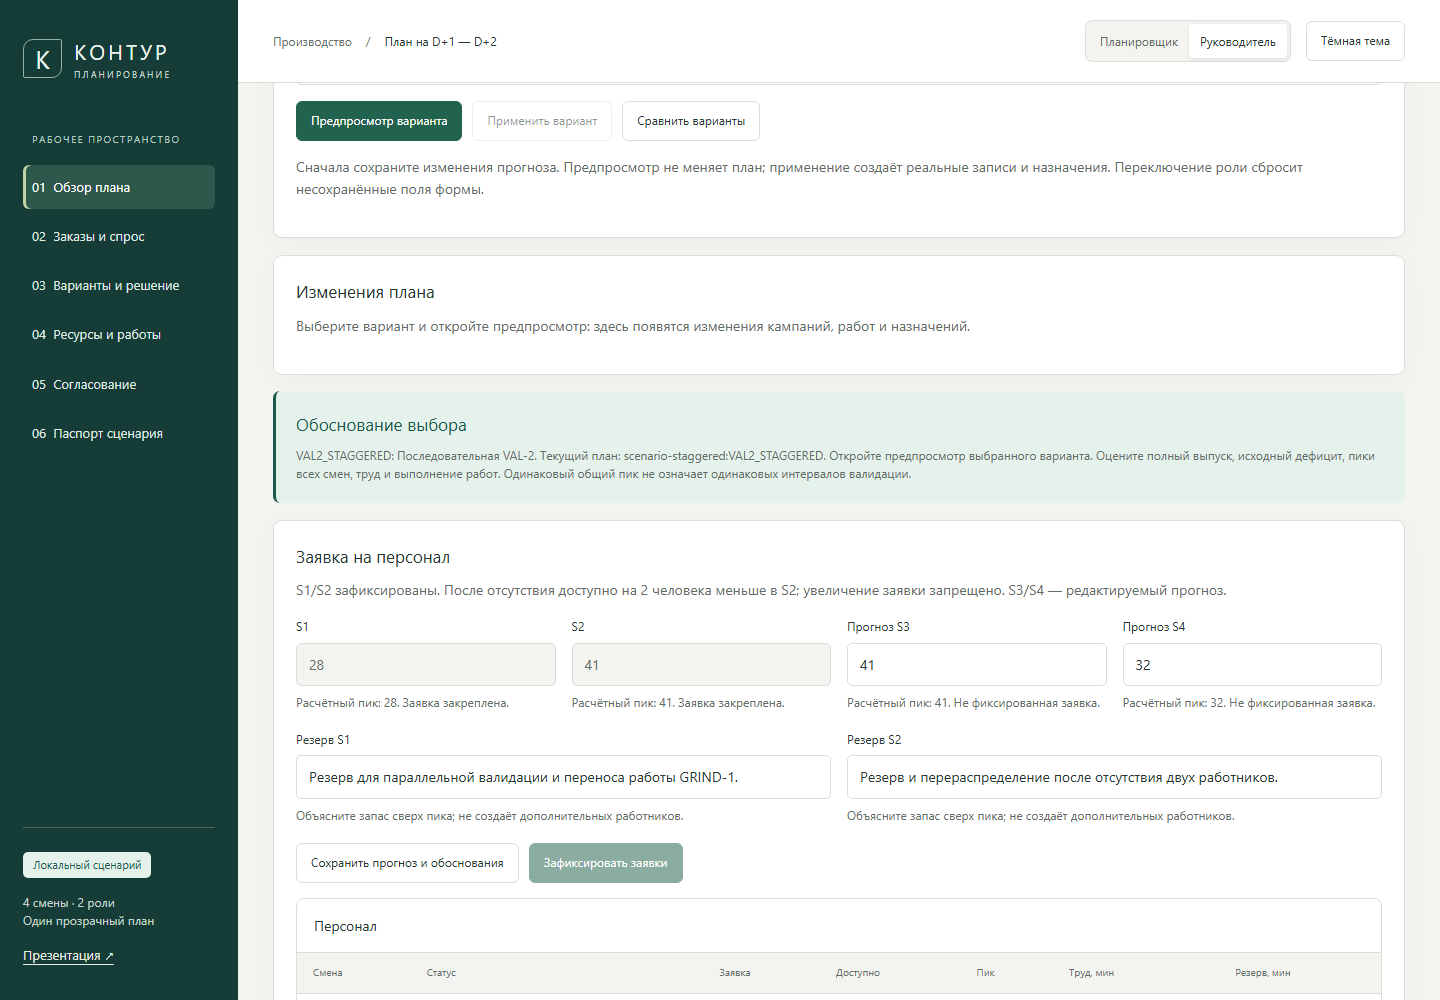 К
КОНТУР
ПЛАНИРОВАНИЕ
РАБОЧЕЕ ПРОСТРАНСТВО
01 Обзор плана
02 Заказы и спрос
03 Варианты и решение
04 Ресурсы и работы
05 Согласование
06 Паспорт сценария
Локальный сценарий
4 смены · 2 роли
Один прозрачный план
Презентация ↗
Производство / План на D+1 — D+2
Планировщик Руководитель
Тёмная тема
Предпросмотр варианта
Применить вариант
Сравнить варианты
Сначала сохраните изменения прогноза. Предпросмотр не меняет план; применение создаёт реальные записи и назначения. Переключение роли сбросит
несохранённые поля формы.
Изменения плана
Выберите вариант и откройте предпросмотр: здесь появятся изменения кампаний, работ и назначений.
Обоснование выбора
VAL2_STAGGERED: Последовательная VAL-2. Текущий план: scenario-staggered:VAL2_STAGGERED. Откройте предпросмотр выбранного варианта. Оцените полный выпуск, исходный дефицит, пики
всех смен, труд и выполнение работ. Одинаковый общий пик не означает одинаковых интервалов валидации.
Заявка на персонал
S1/S2 зафиксированы. После отсутствия доступно на 2 человека меньше в S2; увеличение заявки запрещено. S3/S4 — редактируемый прогноз.
S1 S2 Прогноз S3 Прогноз S4
28 41 41 32
Расчётный пик: 28. Заявка закреплена. Расчётный пик: 41. Заявка закреплена. Расчётный пик: 41. Не фиксированная заявка. Расчётный пик: 32. Не фиксированная заявка.
Резерв S1 Резерв S2
Резерв для параллельной валидации и переноса работы GRIND-1. Резерв и перераспределение после отсутствия двух работников.
Объясните запас сверх пика; не создаёт дополнительных работников. Объясните запас сверх пика; не создаёт дополнительных работников.
Сохранить прогноз и обоснования
Зафиксировать заявки
Персонал
Смена Статус Заявка Доступно Пик Труд, мин Резерв, мин